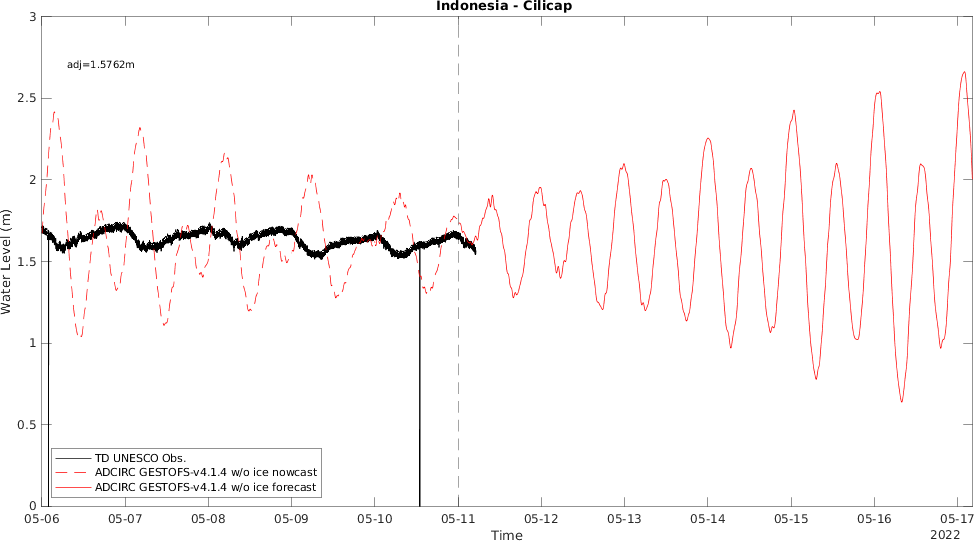 Indonesia - Cilicap
adj=1.5762m
Water Level (m)
3
2.5
2
1.5
1
0.5
0
TD UNESCO Obs.
ADCIRC GESTOFS-v4.1.4 w/o ice nowcast
ADCIRC GESTOFS-v4.1.4 w/o ice forecast
05-06 05-07 05-08 05-09 05-10 05-11 05-12 05-13 05-14 05-15 05-16 05-17
Time
2022